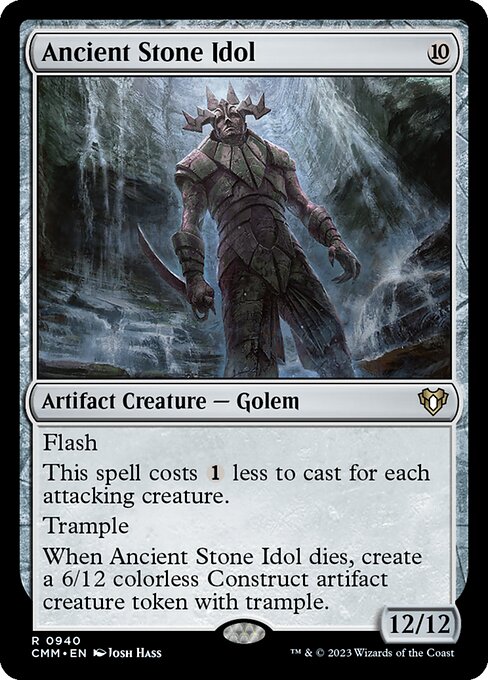 Ancient Stone Idol 10
Artifact Creature — Golem
Flash
This spell costs 1 less to cast for each
attacking creature.
Trample
When Ancient Stone Idol dies, create
a 6/12 colorless Construct artifact
creature token with trample.
12/12
R 0940
CMM • EN Josh Hass
™ & © 2023 Wizards of the Coast